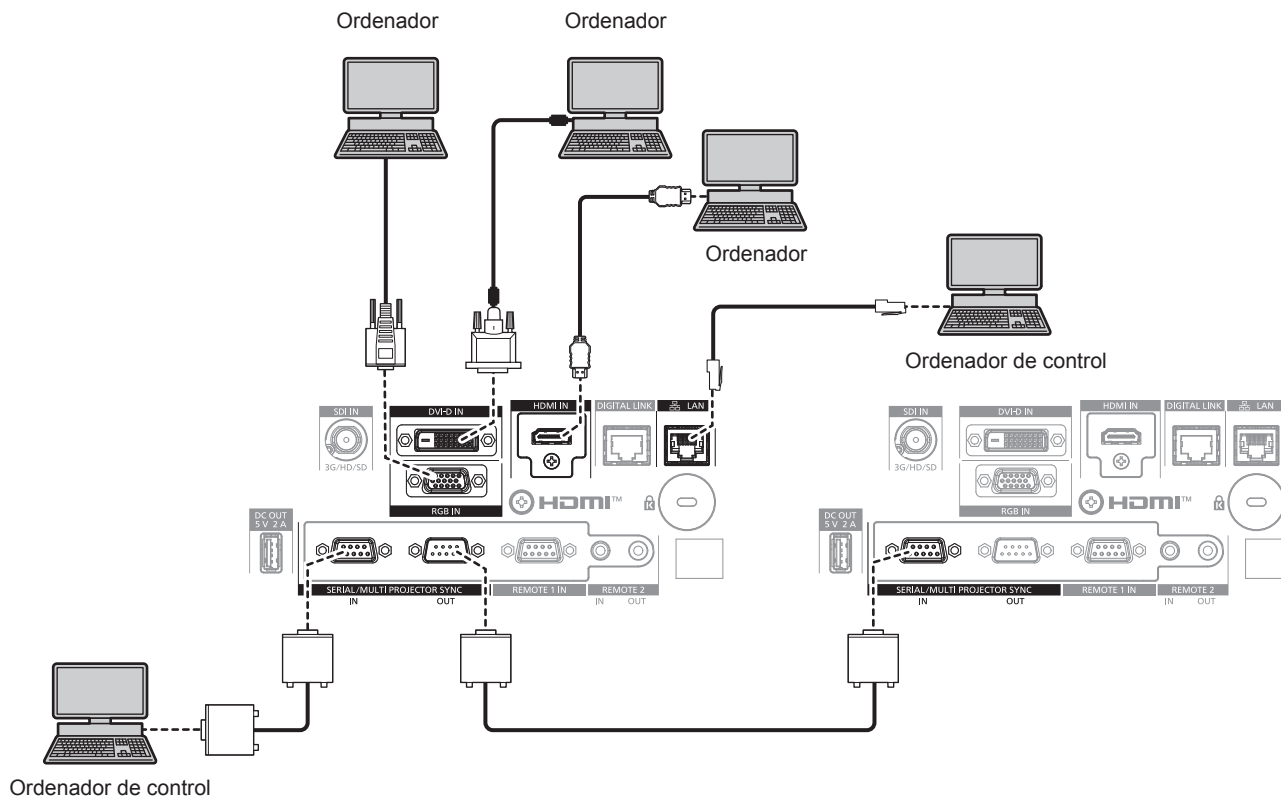 Ordenador
Ordenador
Ordenador
Ordenador de control
SDI IN
3G/HD/SD
DVI-D IN
RGB IN
HDMI IN
DIGITAL LINK
LAN
HDMI™
K
DC OUT
5 V 2 A
SERIAL/MULTI PROJECTOR SYNC
IN OUT
REMOTE 1 IN
REMOTE 2
IN OUT
SDI IN
3G/HD/SD
DVI-D IN
RGB IN
HDMI IN
DIGITAL LINK
LAN
HDMI™
K
DC OUT
5 V 2 A
SERIAL/MULTI PROJECTOR SYNC
IN OUT
REMOTE 1 IN
REMOTE 2
IN OUT
Ordenador de control